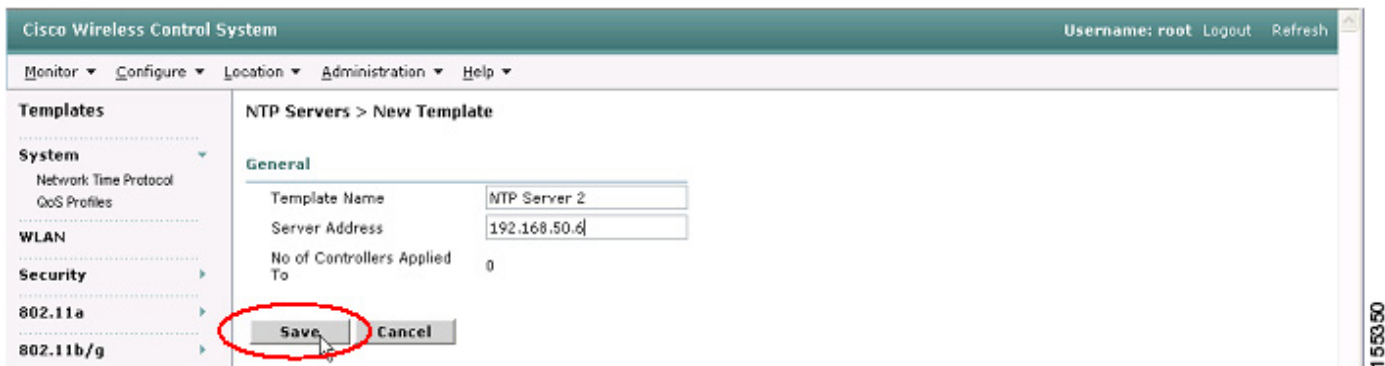 Cisco Wireless Control System
Username: root Logout Refresh
Monitor Configure Location Administration Help
Templates
System
Network Time Protocol
QoS Profiles
WLAN
Security
802.11a
802.11b/g
NTP Servers > New Template
General
Template Name NTP Server 2
Server Address 192.168.50.6
No of Controllers Applied
To 0
Save Cancel
155350